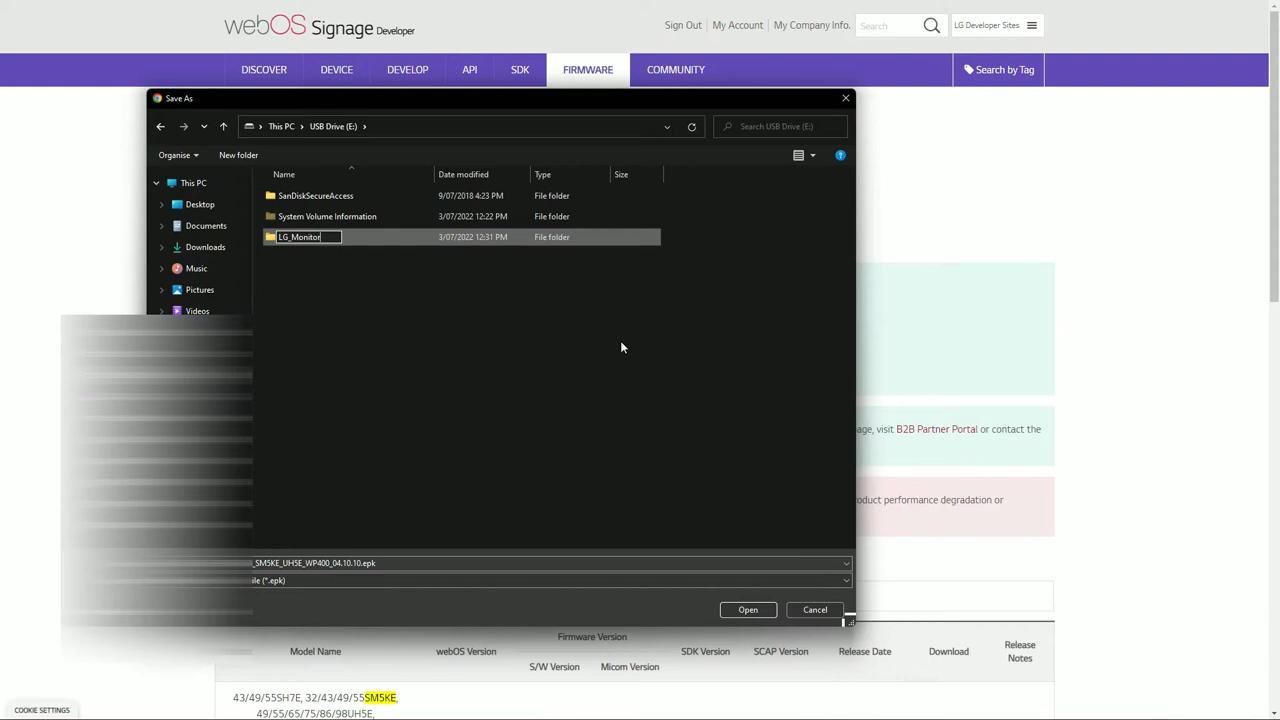 webOS Signage Developer
Sign Out My Account My Company Info. Search LG Developer Sites
DISCOVER DEVICE DEVELOP API SDK FIRMWARE COMMUNITY Search by Tag
Save As
This PC USB Drive (E:) Search USB Drive (E:)
Organise New folder
Name Date modified Type Size
This PC
Desktop
Documents
Downloads
Music
Pictures
Videos
SanDiskSecureAccess 9/07/2018 4:23 PM File folder
System Volume Information 3/07/2022 12:22 PM File folder
LG_Monitor 3/07/2022 12:31 PM File folder
age, visit B2B Partner Portal or contact the
oduct performance degradation or
_SM5KE_UH5E_WP400_04.10.10.epk
ile (*.epk)
Open Cancel
Model Name webOS Version Firmware Version SDK Version SCAP Version Release Date Download Release Notes
S/W Version Micom Version
43/49/55SH7E, 32/43/49/55SM5KE,
49/55/65/75/86/98UH5E,
COOKIE SETTINGS